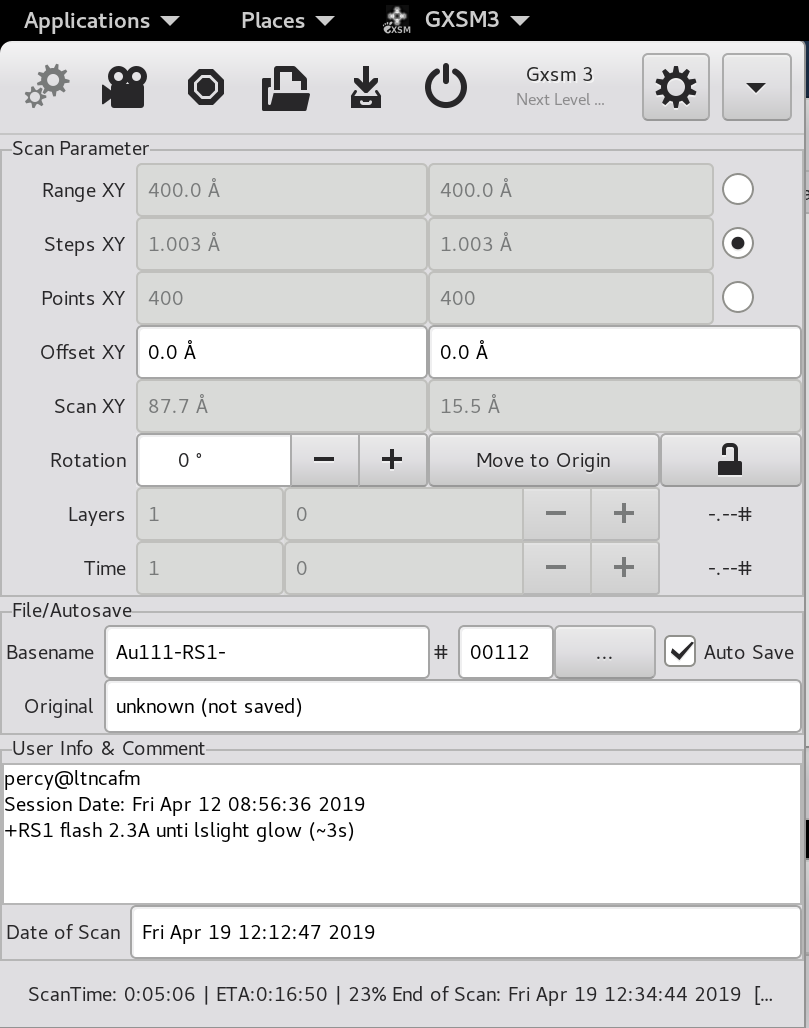 Applications Places GXSM GXSM3
Gxsm 3
Next Level ...
Scan Parameter
Range XY 400.0 Å 400.0 Å
Steps XY 1.003 Å 1.003 Å
Points XY 400 400
Offset XY 0.0 Å 0.0 Å
Scan XY 87.7 Å 15.5 Å
Rotation 0 ° − + Move to Origin
Layers 1 0 − + -.--#
Time 1 0 − + -.--#
File/Autosave
Basename Au111-RS1- # 00112 ... Auto Save
Original unknown (not saved)
User Info & Comment
percy@ltncafm
Session Date: Fri Apr 12 08:56:36 2019
+RS1 flash 2.3A unti lslight glow (~3s)
Date of Scan Fri Apr 19 12:12:47 2019
ScanTime: 0:05:06 | ETA:0:16:50 | 23% End of Scan: Fri Apr 19 12:34:44 2019 [...